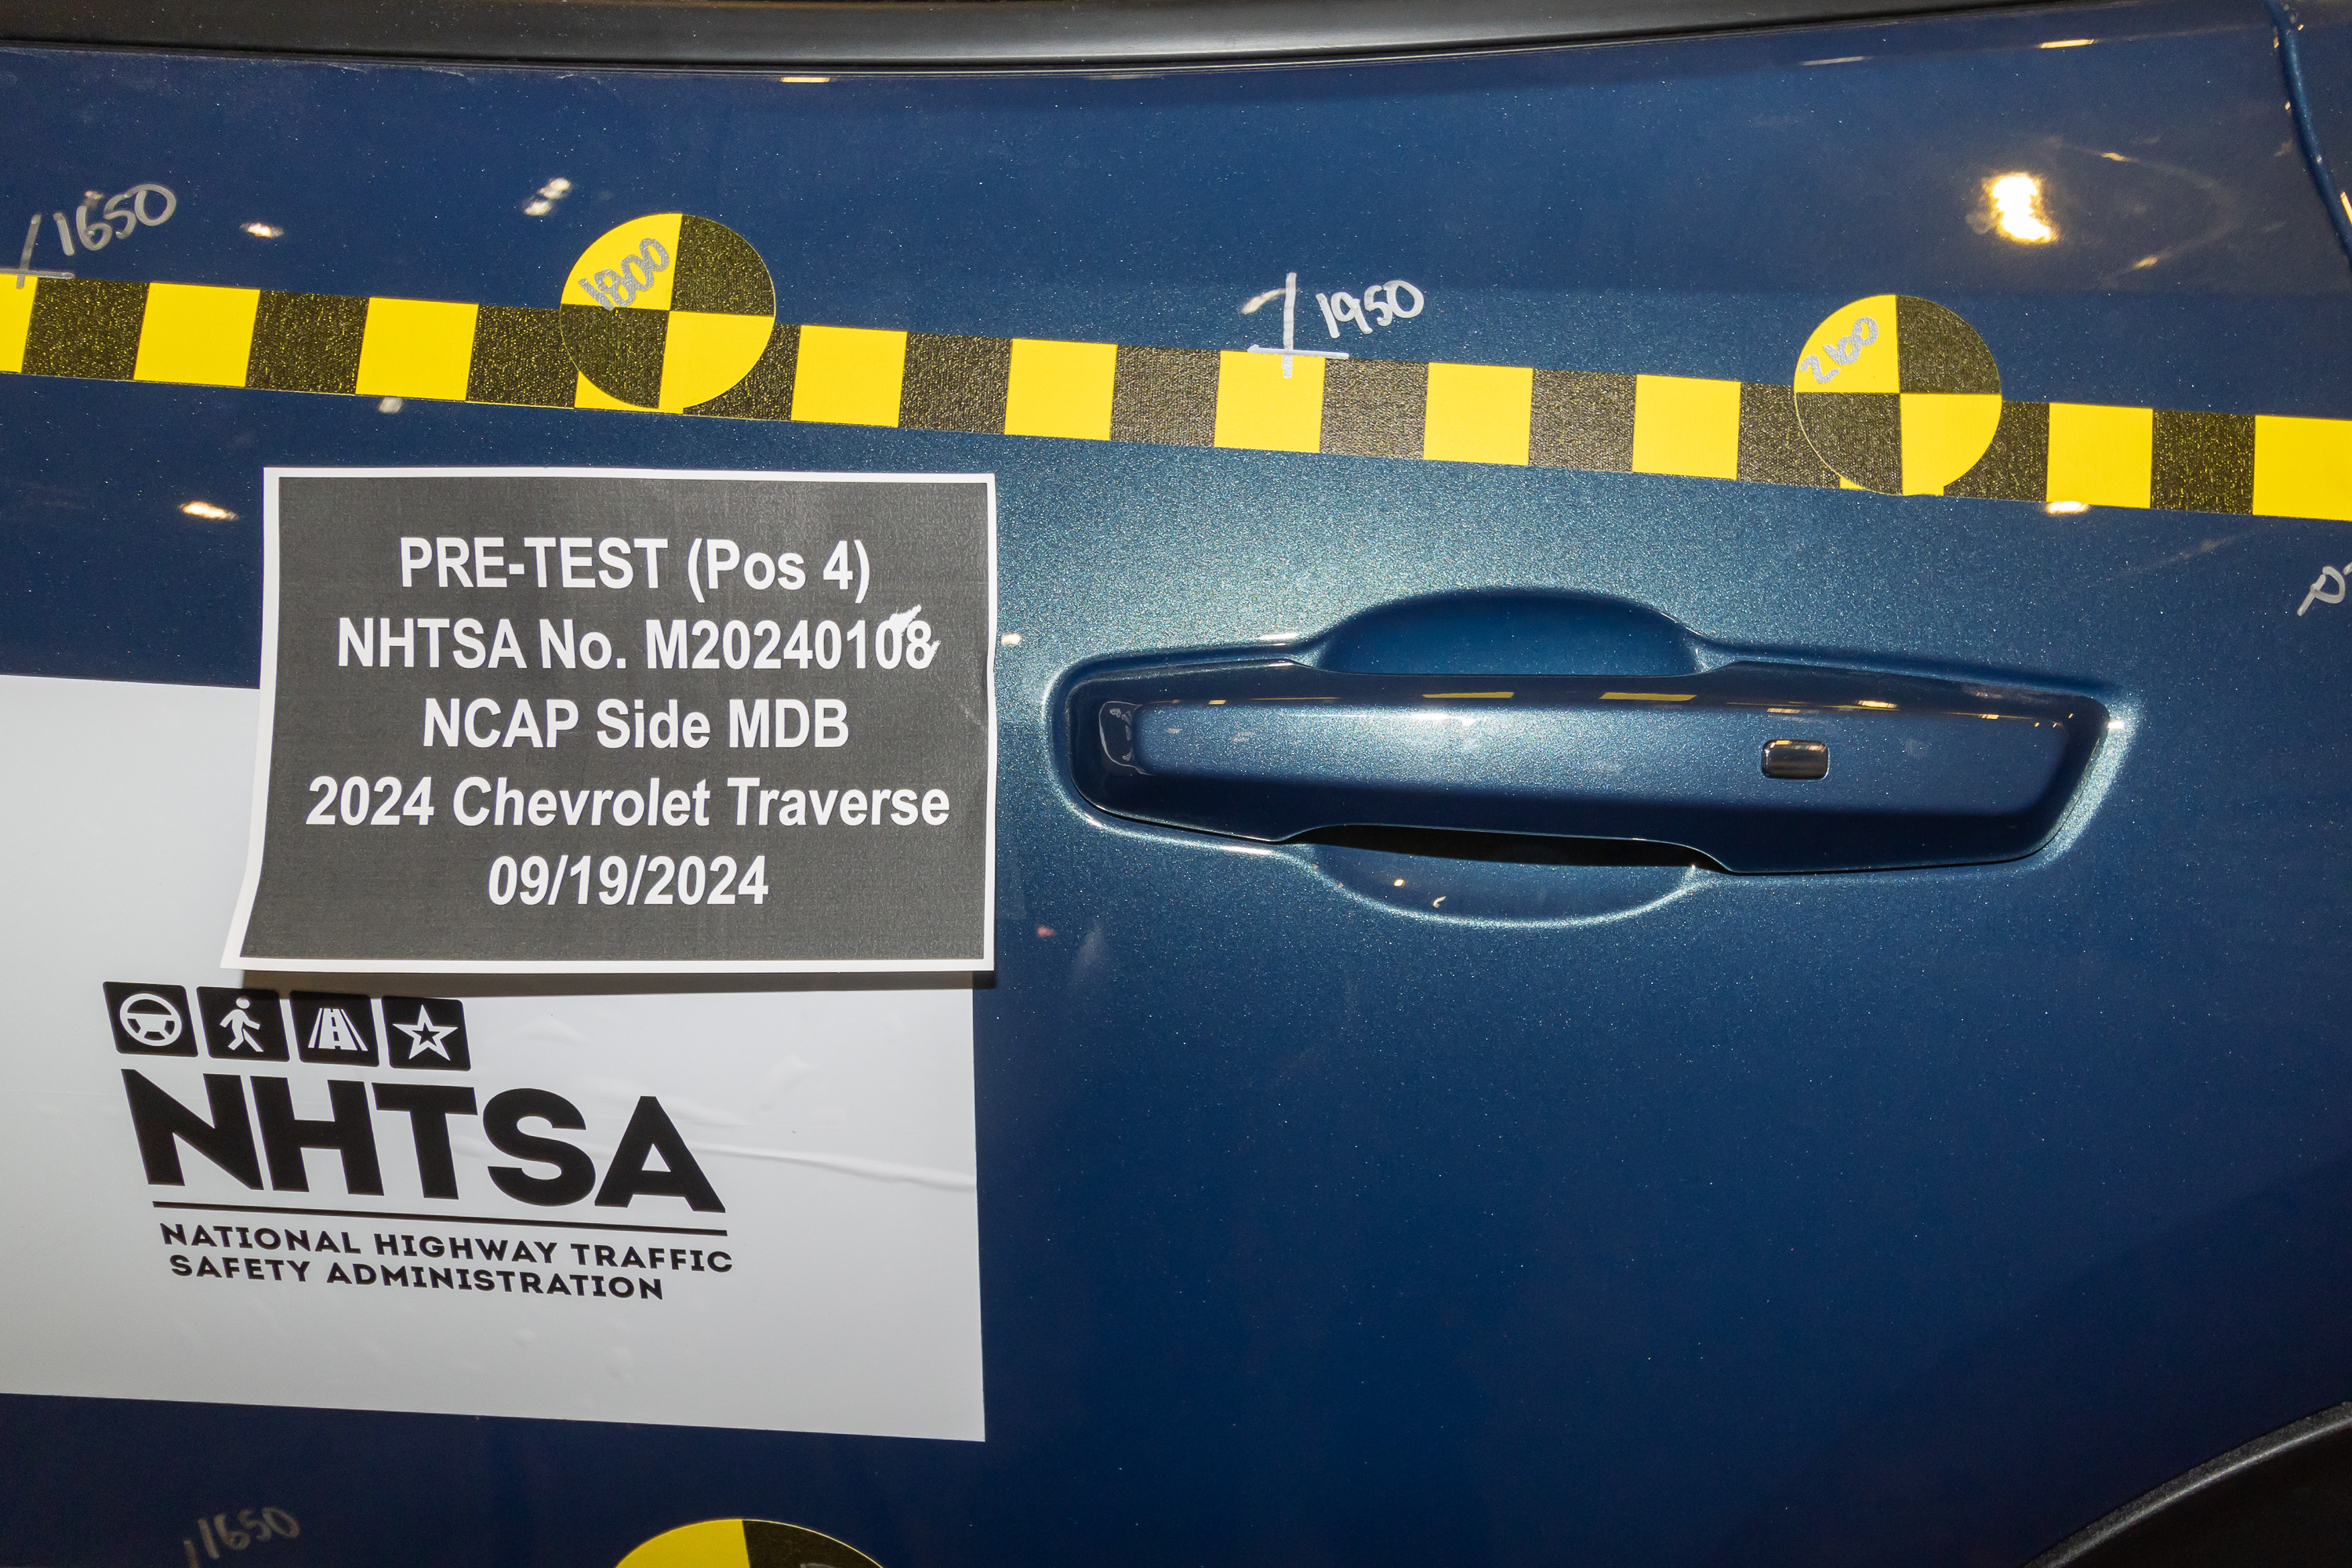 1650
1800
1950
2100
PRE-TEST (Pos 4)
NHTSA No. M20240108
NCAP Side MDB
2024 Chevrolet Traverse
09/19/2024
NHTSA
NATIONAL HIGHWAY TRAFFIC
SAFETY ADMINISTRATION
1650